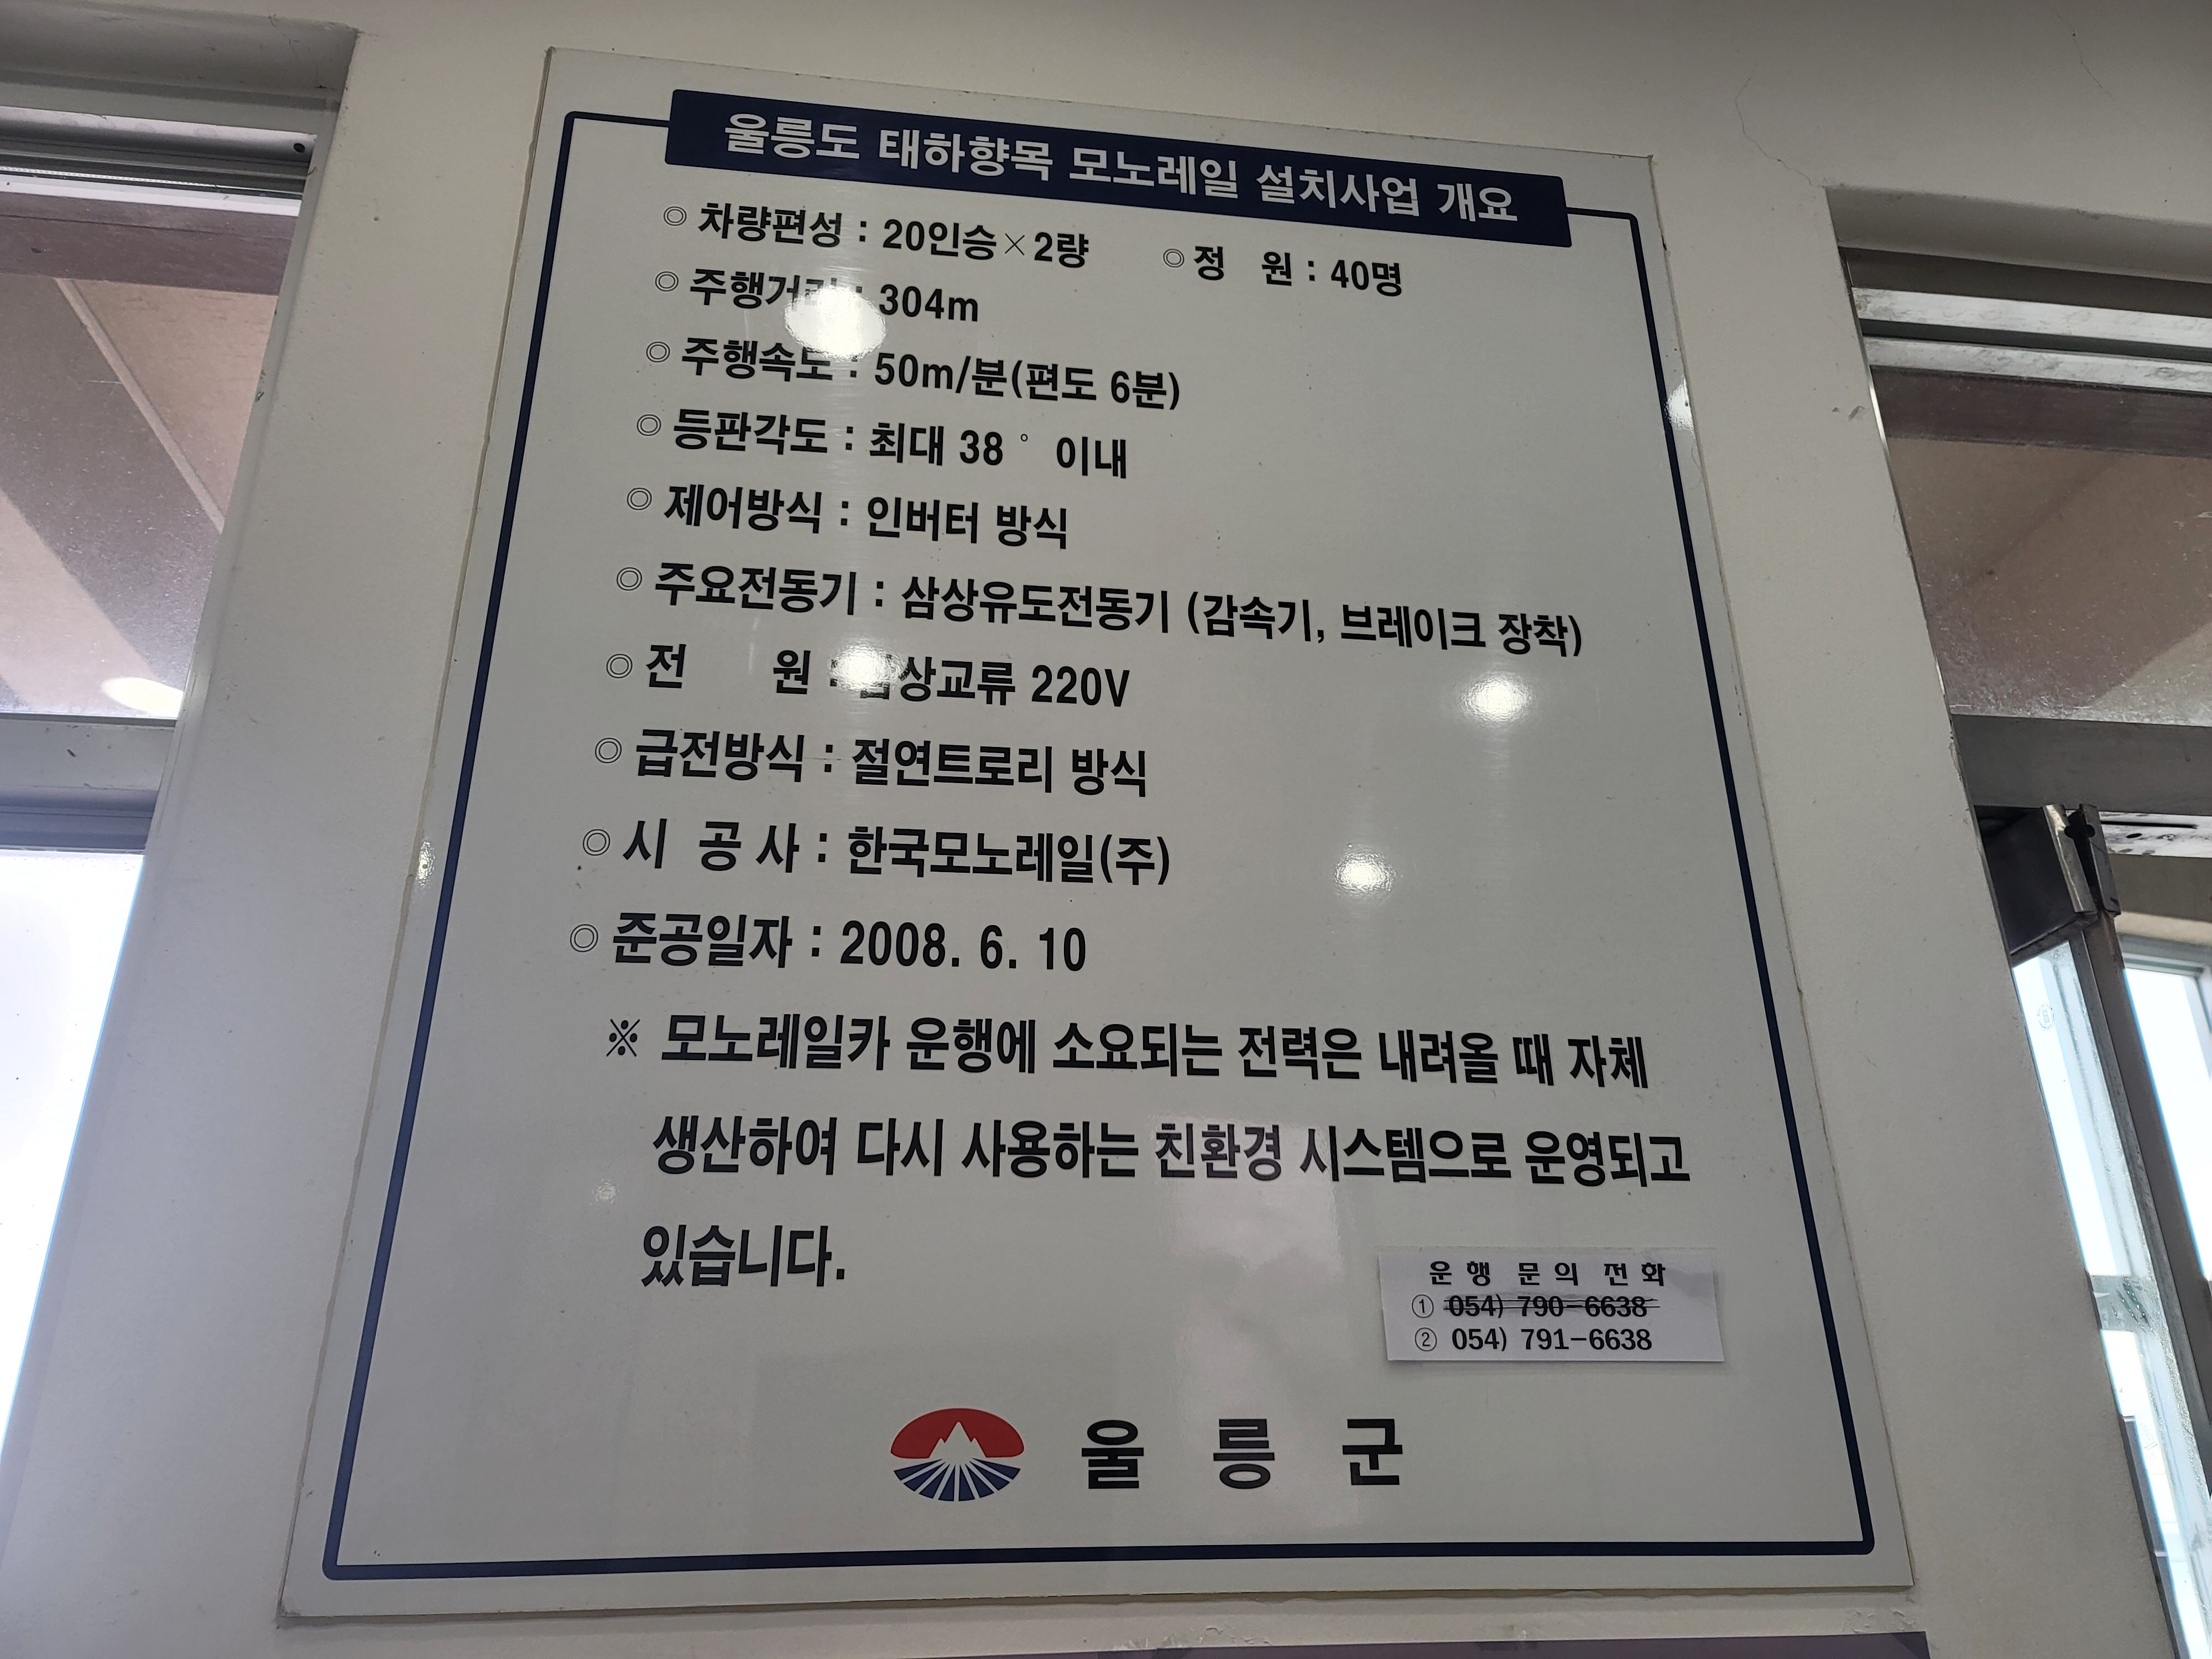 울릉도 태하향목 모노레일 설치사업 개요
◎ 차량편성 : 20인승×2량 ◎ 정 원 : 40명
◎ 주행거리 : 304m
◎ 주행속도 : 50m/분(편도 6분)
◎ 등판각도 : 최대 38° 이내
◎ 제어방식 : 인버터 방식
◎ 주요전동기 : 삼상유도전동기 (감속기, 브레이크 장착)
◎ 전 원 : 삼상교류 220V
◎ 급전방식 : 절연트로리 방식
◎ 시 공 사 : 한국모노레일(주)
◎ 준공일자 : 2008. 6. 10
※ 모노레일카 운행에 소요되는 전력은 내려올 때 자체
생산하여 다시 사용하는 친환경 시스템으로 운영되고
있습니다.
운행 문의 전화
① 054) 790-6638
② 054) 791-6638
울릉군